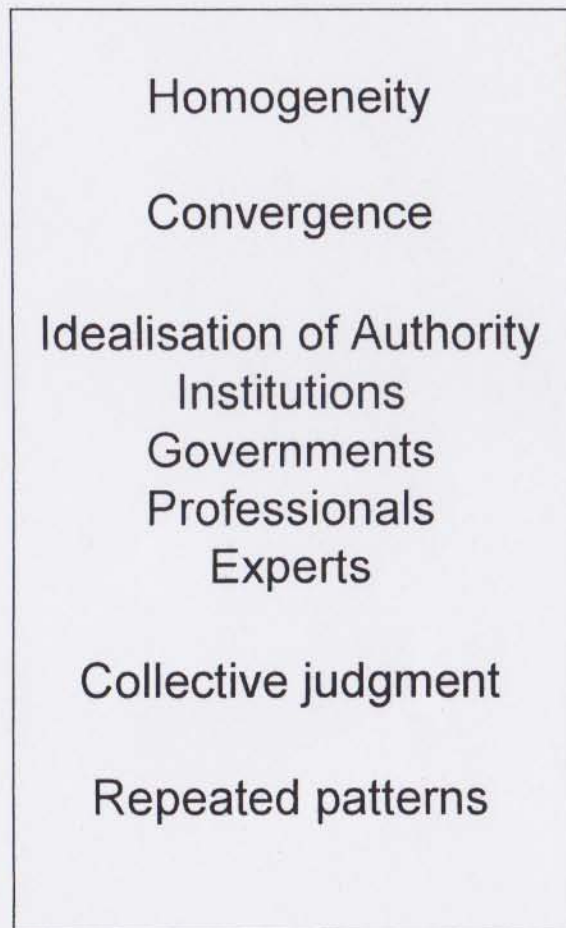 Homogeneity
Convergence
Idealisation of Authority
Institutions
Governments
Professionals
Experts
Collective judgment
Repeated patterns